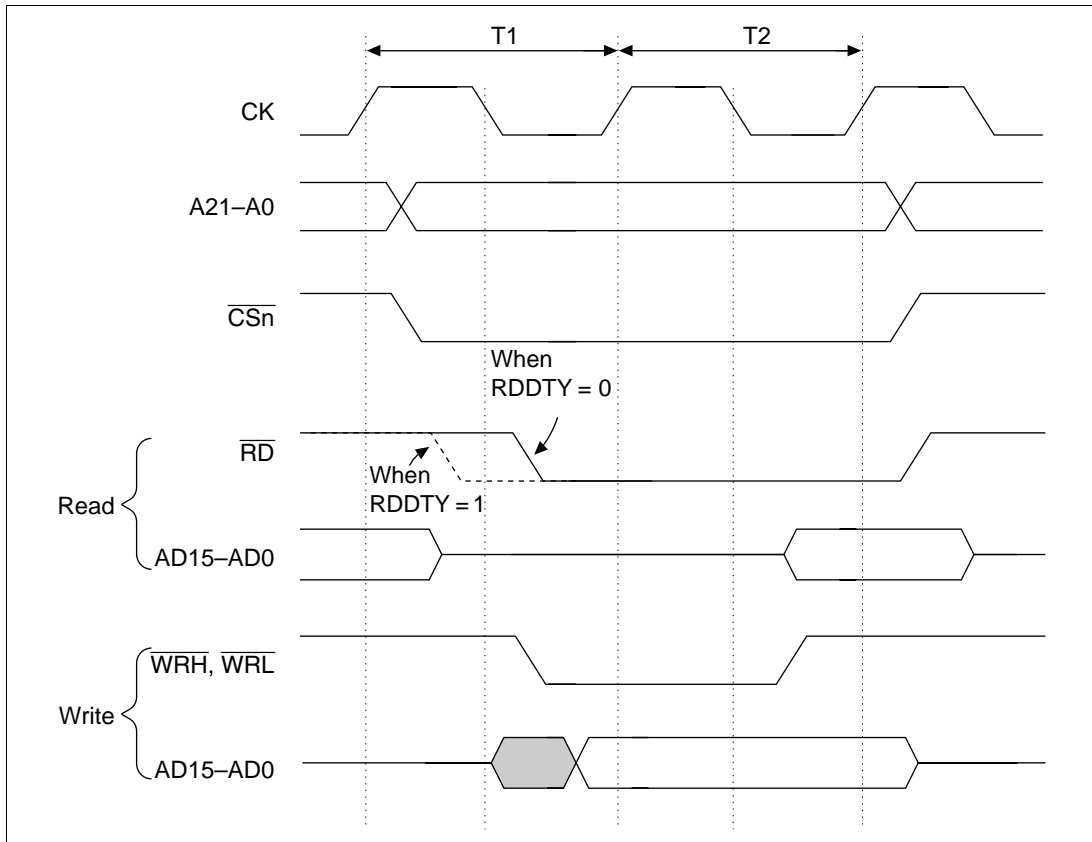 T1
T2
CK
A21–A0
CSn
When
RDDTY = 0
RD
When
RDDTY = 1
Read
AD15–AD0
WRH, WRL
Write
AD15–AD0